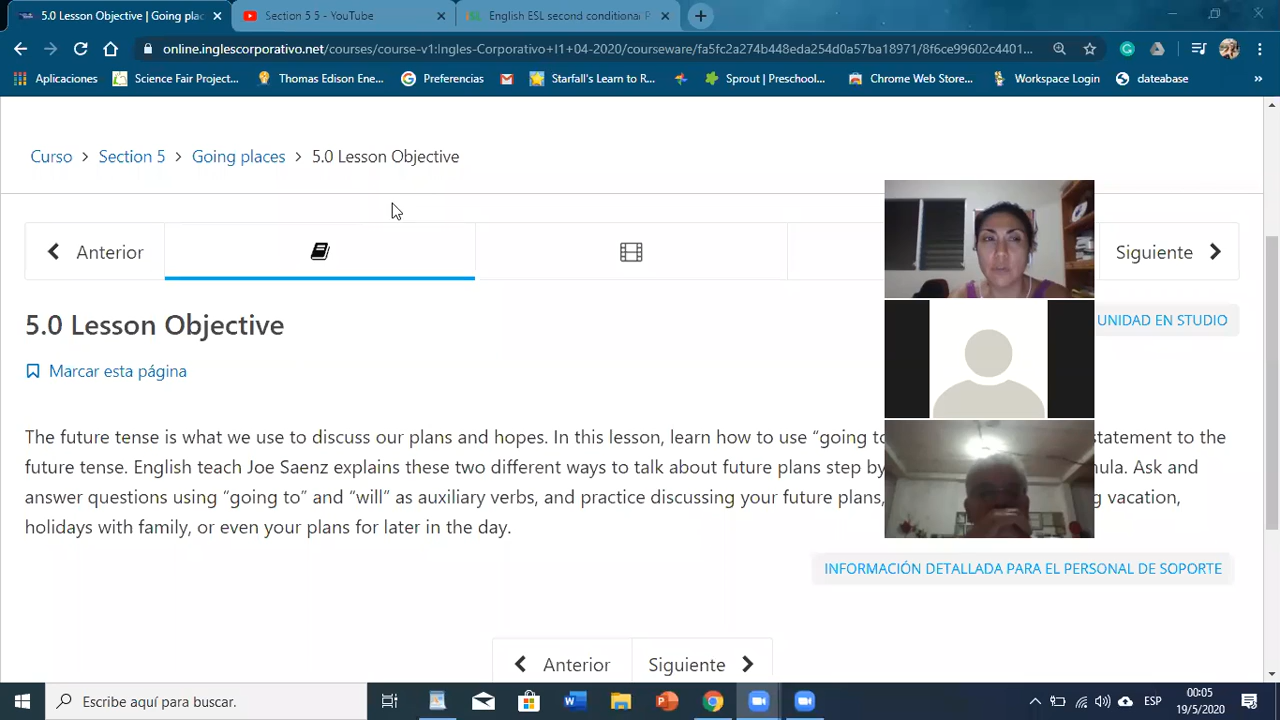 5.0 Lesson Objective | Going pla
Section 5 5 - YouTube
English ESL second conditional P
online.inglescorporativo.net/courses/course-v1:Ingles-Corporativo+I1+04-2020/courseware/fa5fc2a274b448eda254d0a57ba18971/8f6ce99602c4401...
Aplicaciones
Science Fair Project...
Thomas Edison Ene...
Preferencias
Starfall's Learn to R...
Sprout | Preschool...
Chrome Web Store...
Workspace Login
dateabase
»
Curso > Section 5 > Going places > 5.0 Lesson Objective
Anterior
Siguiente
5.0 Lesson Objective
UNIDAD EN STUDIO
Marcar esta página
The future tense is what we use to discuss our plans and hopes. In this lesson, learn how to use “going to statement to the
future tense. English teach Joe Saenz explains these two different ways to talk about future plans step by Ask and
answer questions using “going to” and “will” as auxiliary verbs, and practice discussing your future plans, vacation,
holidays with family, or even your plans for later in the day.
INFORMACIÓN DETALLADA PARA EL PERSONAL DE SOPORTE
Anterior
Siguiente
Escribe aquí para buscar.
ESP
00:05
19/5/2020